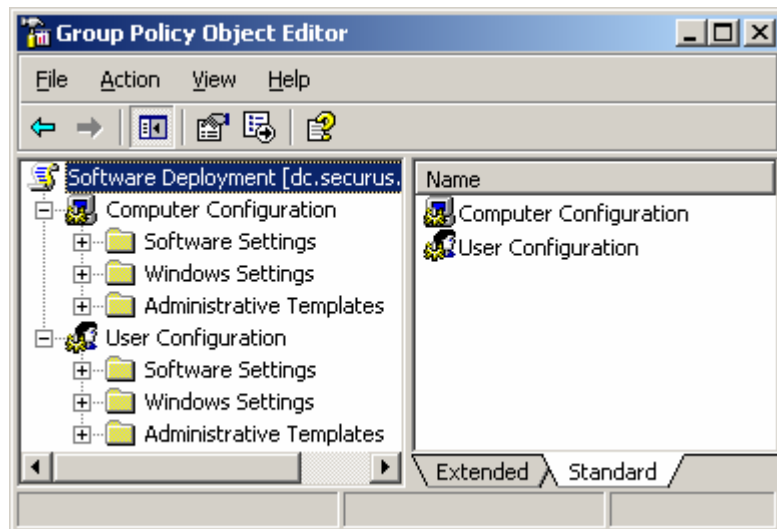 Group Policy Object Editor
File Action View Help
Software Deployment [dc.securus.
Computer Configuration
Software Settings
Windows Settings
Administrative Templates
User Configuration
Software Settings
Windows Settings
Administrative Templates
Name
Computer Configuration
User Configuration
Extended Standard